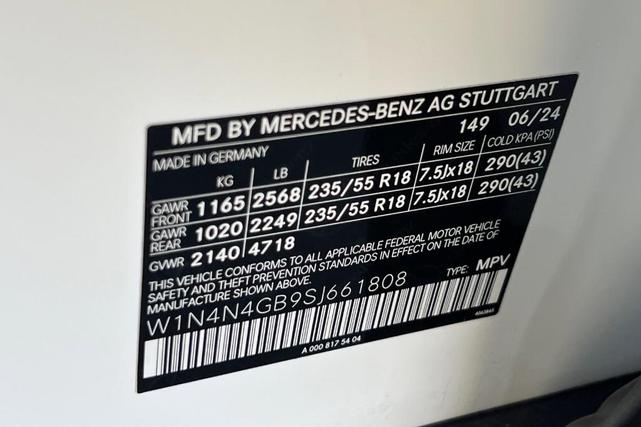 MFD BY MERCEDES-BENZ AG STUTTGART
MADE IN GERMANY 149 06/24
KG LB TIRES RIM SIZE COLD KPA (PSI)
GAWR FRONT 1165 2568 235/55 R18 7.5Jx18 290(43)
GAWR REAR 1020 2249 235/55 R18 7.5Jx18 290(43)
GVWR 2140 4718
THIS VEHICLE CONFORMS TO ALL APPLICABLE FEDERAL MOTOR VEHICLE
SAFETY AND THEFT PREVENTION STANDARDS IN EFFECT ON THE DATE OF
MANUFACTURE SHOWN ABOVE. TYPE: MPV
W1N4N4GB9SJ661808
A 000 817 54 04